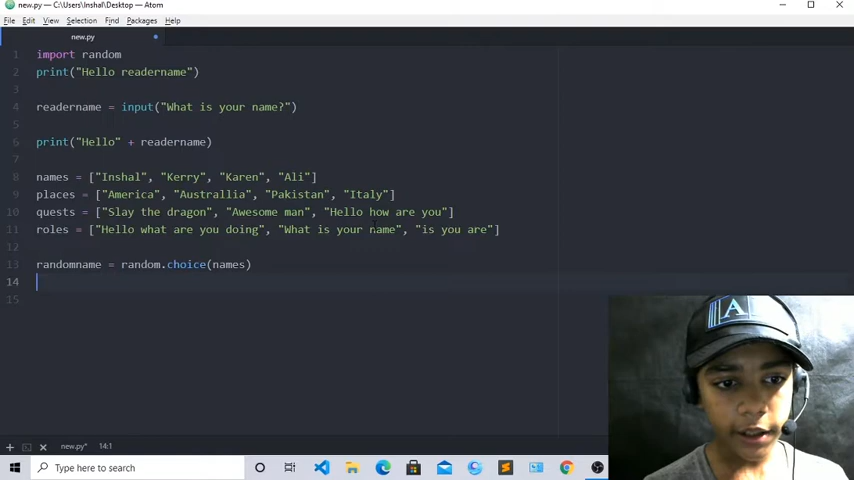 new.py — C:\Users\Inshal\Desktop — Atom
File Edit View Selection Find Packages Help
new.py
1 import random
2 print("Hello readername")
3
4 readername = input("What is your name?")
5
6 print("Hello" + readername)
7
8 names = ["Inshal", "Kerry", "Karen", "Ali"]
9 places = ["America", "Australlia", "Pakistan", "Italy"]
10 quests = ["Slay the dragon", "Awesome man", "Hello how are you"]
11 roles = ["Hello what are you doing", "What is your name", "is you are"]
12
13 randomname = random.choice(names)
14
15
A
new.py* 14:1
Type here to search